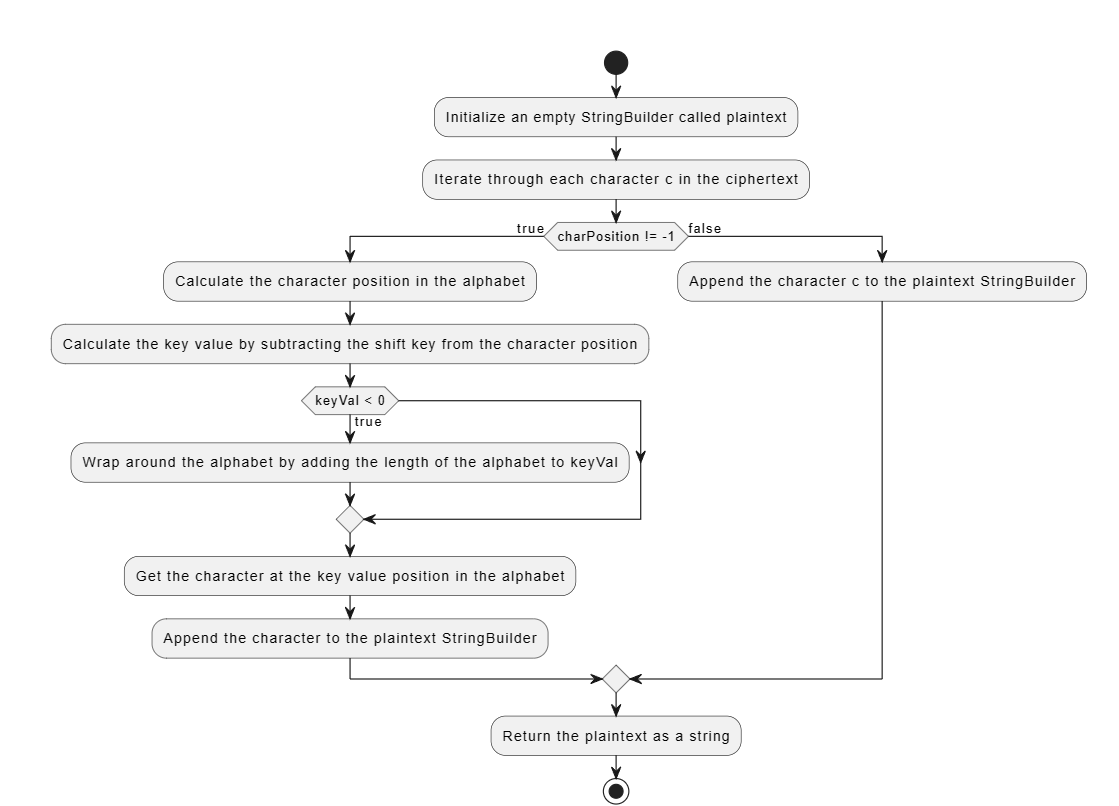 Initialize an empty StringBuilder called plaintext
Iterate through each character c in the ciphertext
true
charPosition != -1
false
Calculate the character position in the alphabet
Append the character c to the plaintext StringBuilder
Calculate the key value by subtracting the shift key from the character position
keyVal < 0
true
Wrap around the alphabet by adding the length of the alphabet to keyVal
Get the character at the key value position in the alphabet
Append the character to the plaintext StringBuilder
Return the plaintext as a string